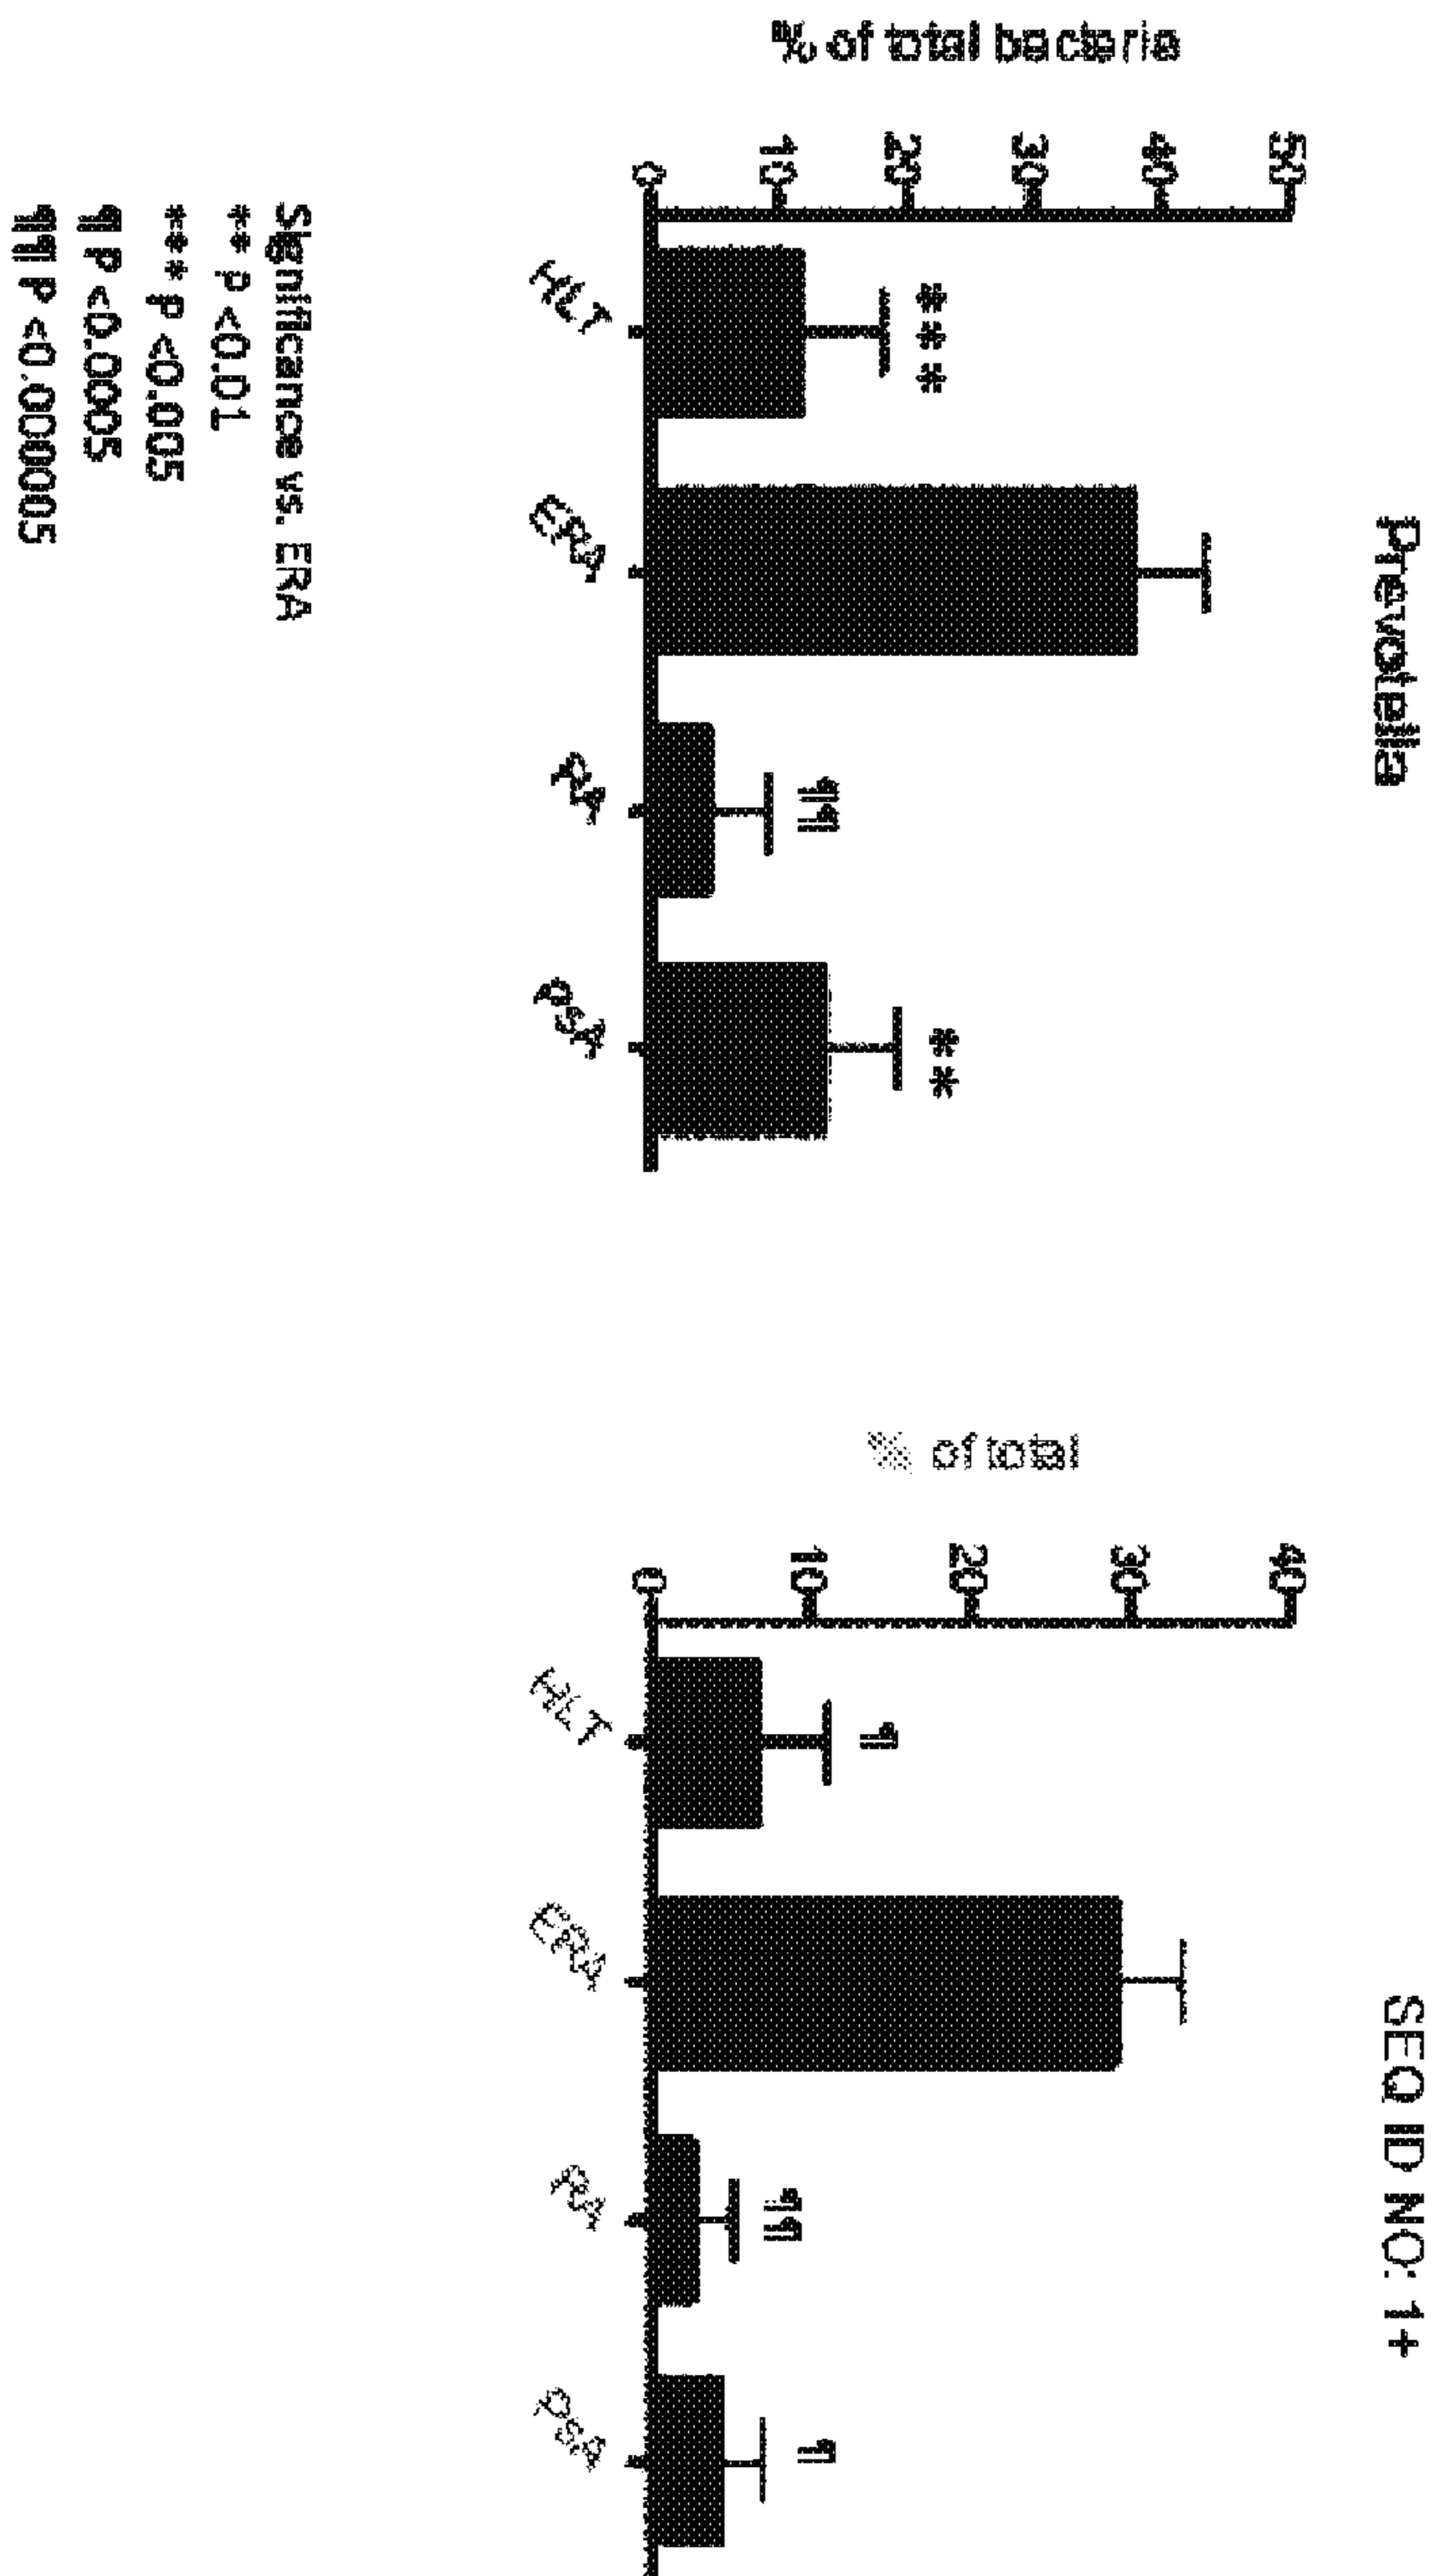 Prevotella
% of total bacteria
50
40
30
20
10
0
***
¶¶
**
HLT
ERA
RA
PsA
Significance vs. ERA
** p <0.01
*** p <0.005
¶ P <0.0005
¶¶ P <0.00005
SEQ ID NO: 1+
% of total
40
30
20
10
0
¶
¶¶
¶
HLT
ERA
RA
PsA